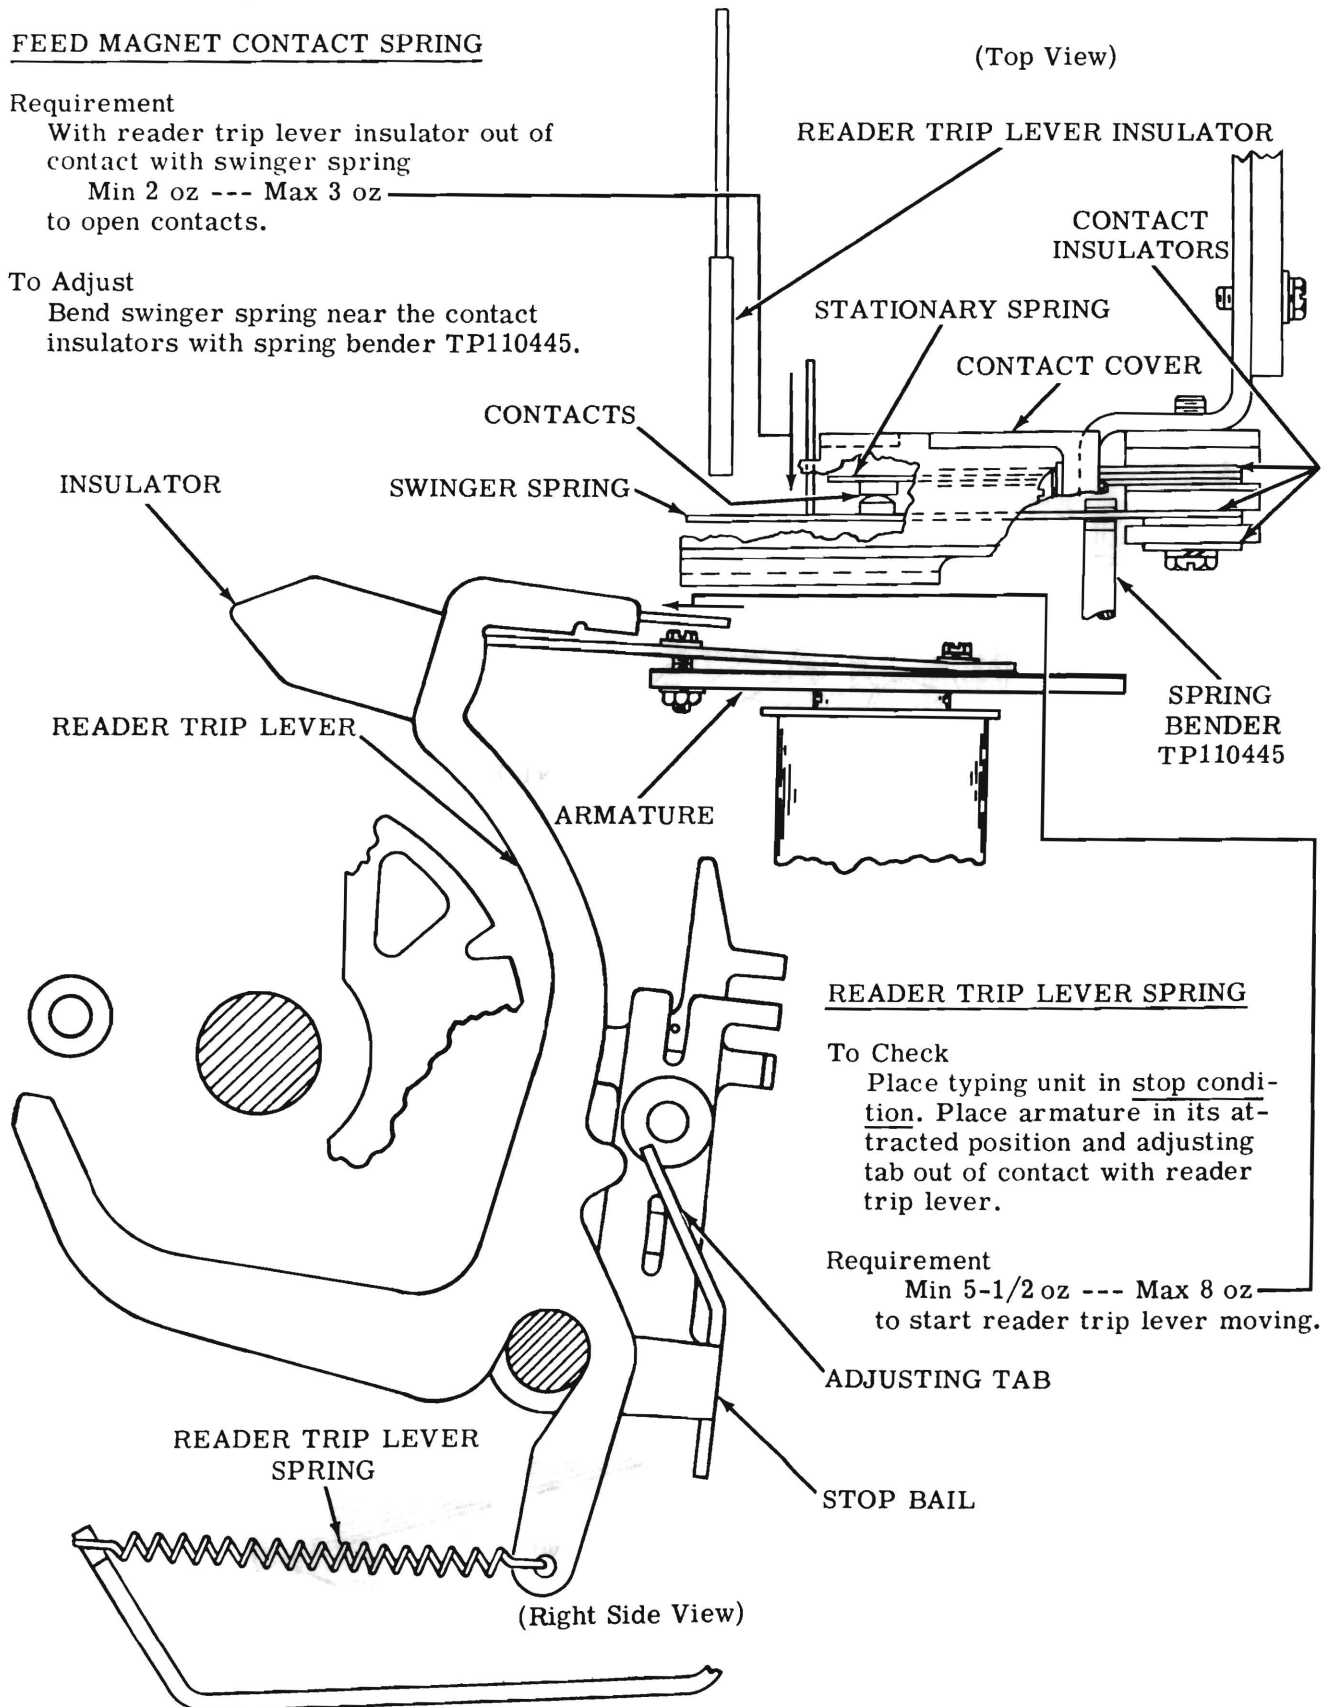 FEED MAGNET CONTACT SPRING
Requirement
With reader trip lever insulator out of
contact with swinger spring
Min 2 oz --- Max 3 oz
to open contacts.
To Adjust
Bend swinger spring near the contact
insulators with spring bender TP110445.
(Top View)
READER TRIP LEVER INSULATOR
CONTACT
INSULATORS
STATIONARY SPRING
CONTACT COVER
CONTACTS
SWINGER SPRING
INSULATOR
READER TRIP LEVER
SPRING
BENDER
TP110445
ARMATURE
READER TRIP LEVER SPRING
To Check
Place typing unit in stop condi-
tion. Place armature in its at-
tracted position and adjusting
tab out of contact with reader
trip lever.
Requirement
Min 5-1/2 oz --- Max 8 oz
to start reader trip lever moving.
ADJUSTING TAB
READER TRIP LEVER
SPRING
STOP BAIL
(Right Side View)